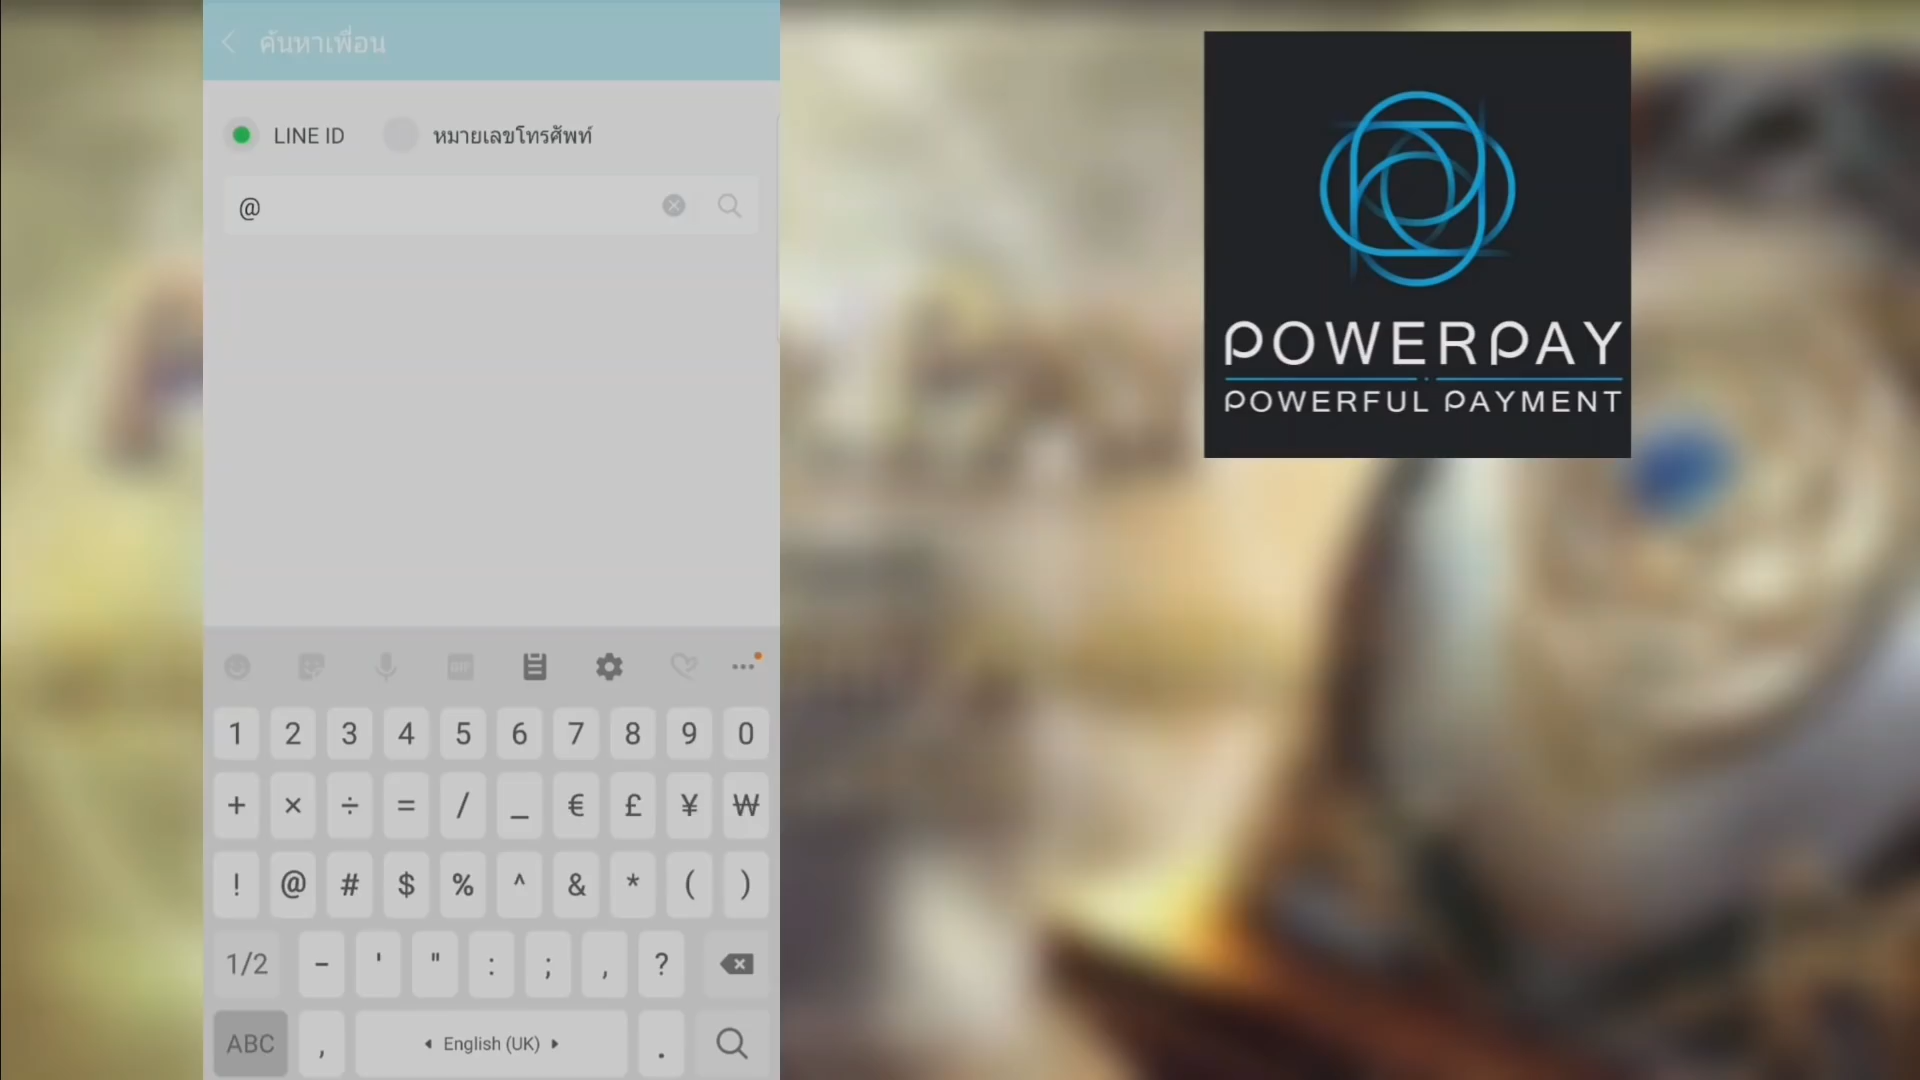 ค้นหาเพื่อน
LINE ID
หมายเลขโทรศัพท์
@
GIF
1 2 3 4 5 6 7 8 9 0
+ × ÷ = / _ € £ ¥ ₩
! @ # $ % ^ & * ( )
1/2 - ' " : ; , ?
ABC , English (UK) .
POWERPAY
POWERFUL PAYMENT